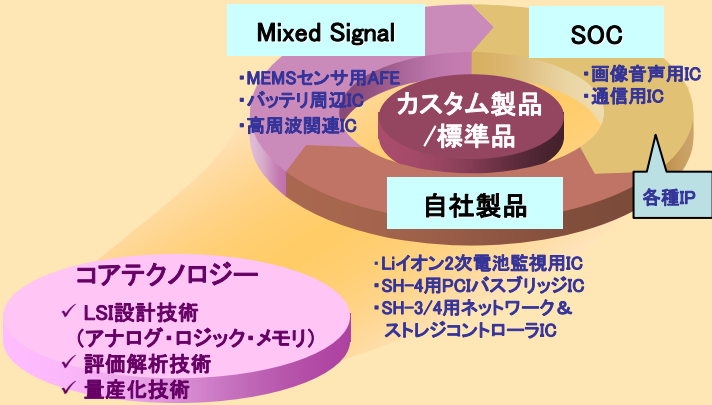 Mixed Signal
・MEMSセンサ用AFE
・バッテリ周辺IC
・高周波関連IC
SOC
・画像音声用IC
・通信用IC
カスタム製品
/標準品
各種IP
自社製品
・Liイオン2次電池監視用IC
・SH-4用PCIバスブリッジIC
・SH-3/4用ネットワーク＆
ストレジコントローラIC
コアテクノロジー
✓ LSI設計技術
（アナログ・ロジック・メモリ）
✓ 評価解析技術
✓ 量産化技術